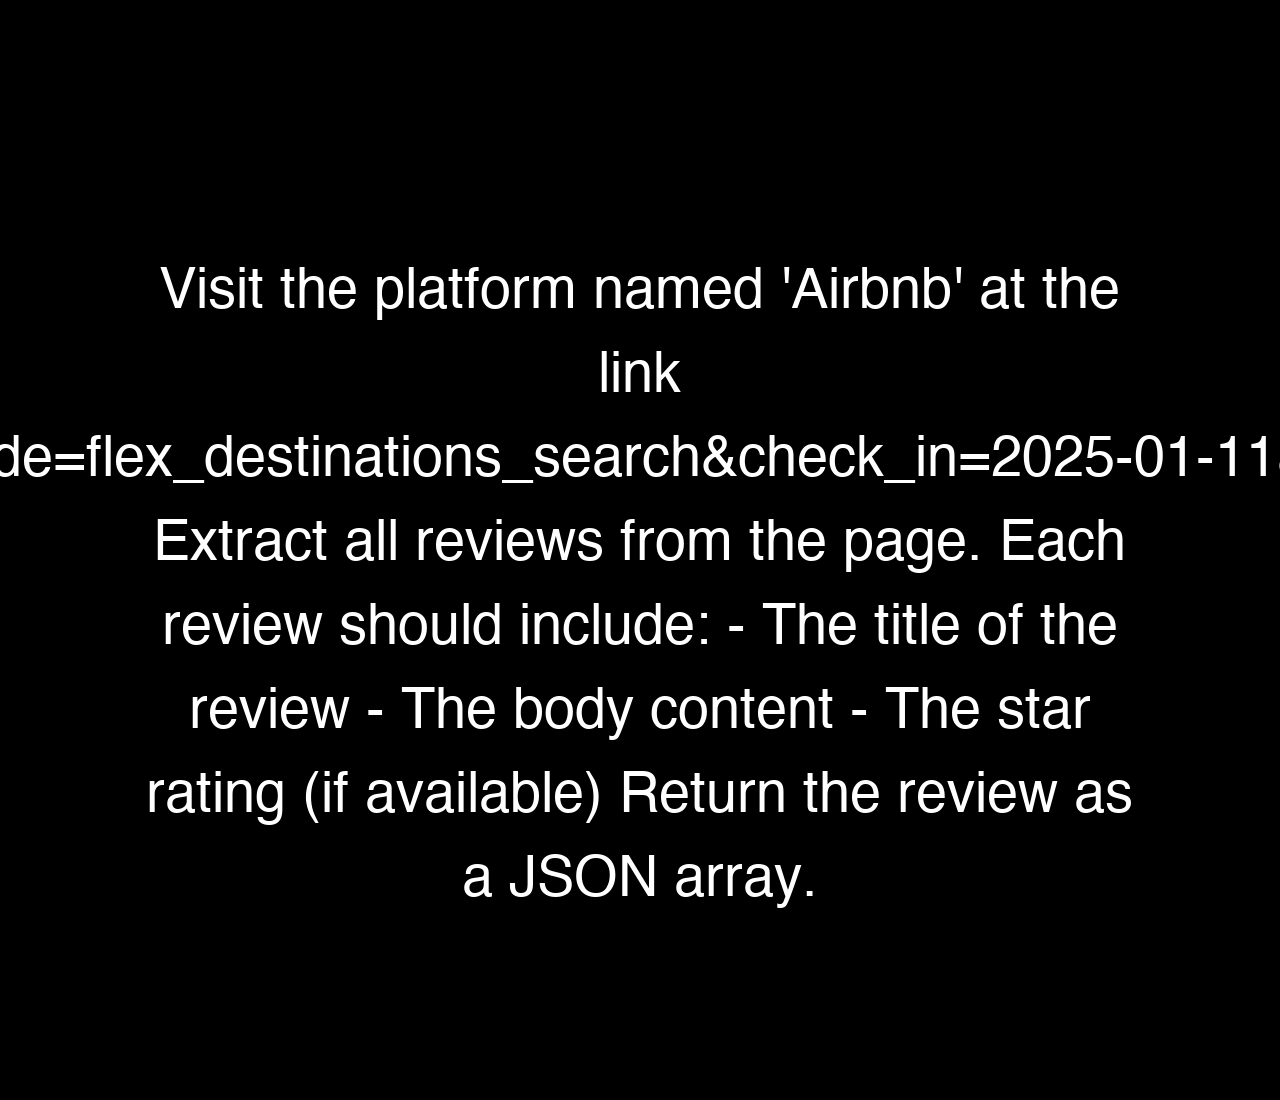 Visit the platform named 'Airbnb' at the
link
de=flex_destinations_search&check_in=2025-01-11
Extract all reviews from the page. Each
review should include: - The title of the
review - The body content - The star
rating (if available) Return the review as
a JSON array.